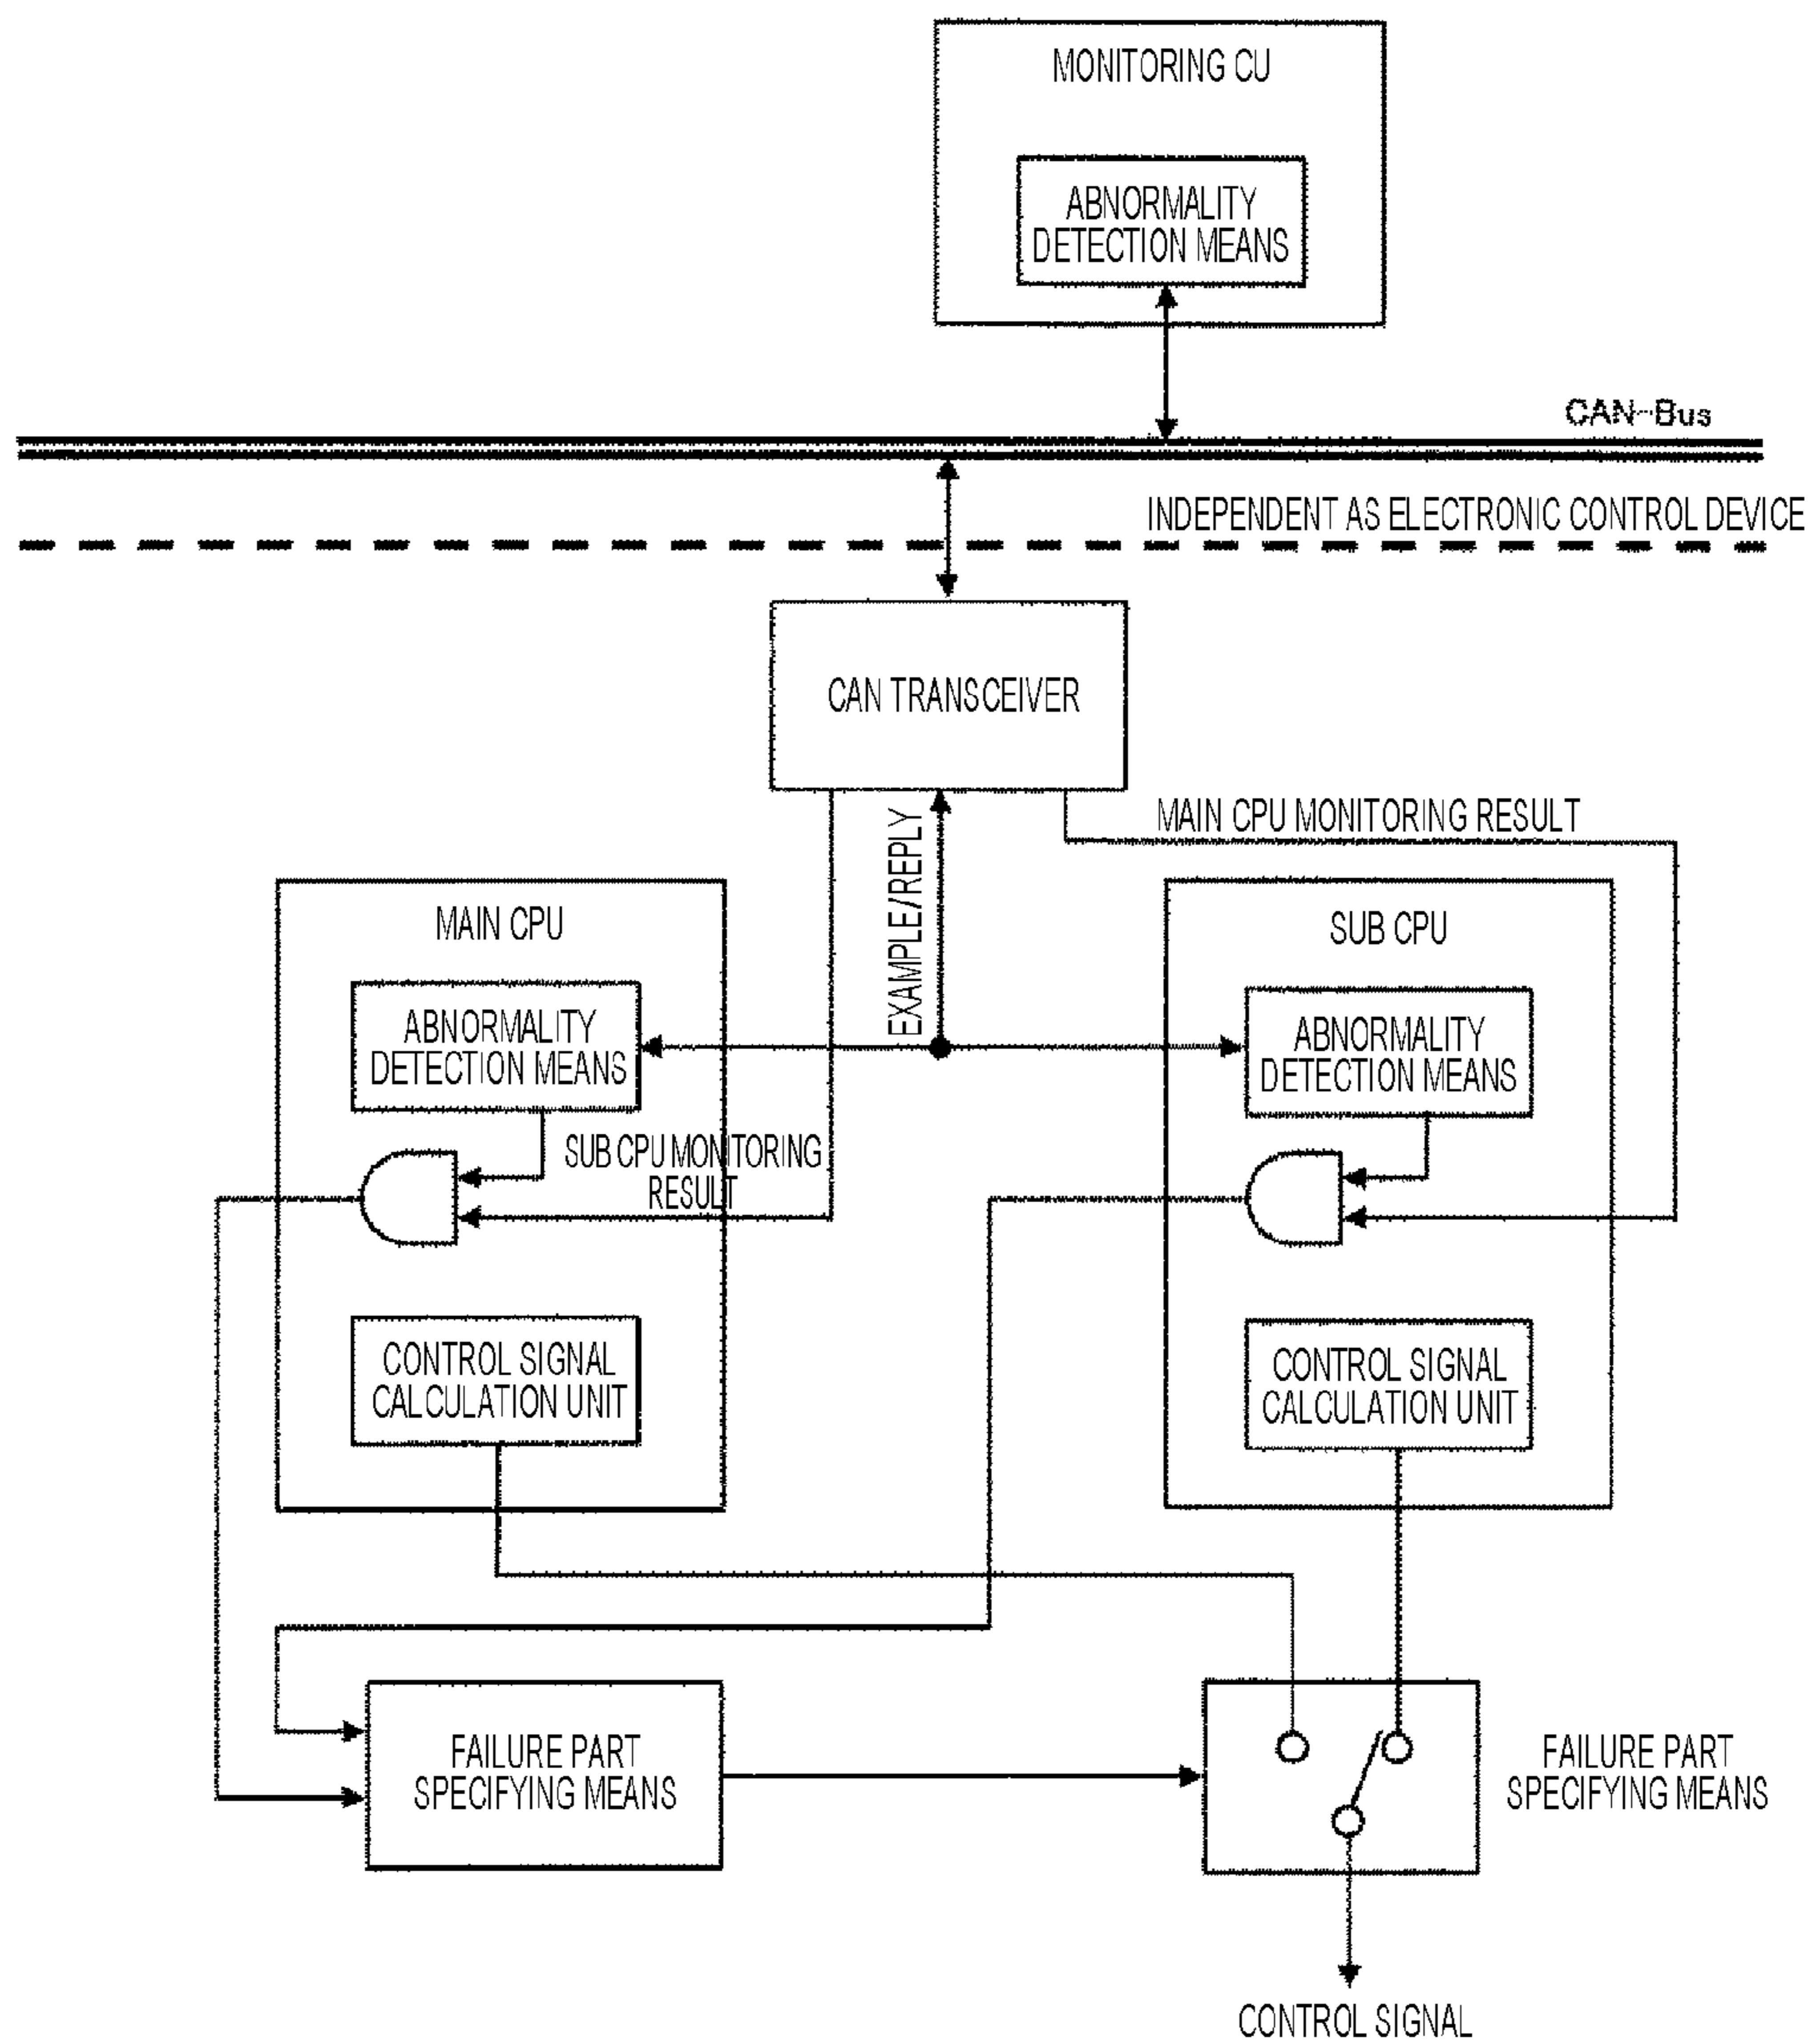 MONITORING CU
ABNORMALITY
DETECTION MEANS
CAN-Bus
INDEPENDENT AS ELECTRONIC CONTROL DEVICE
CAN TRANSCEIVER
EXAMPLE/REPLY
MAIN CPU MONITORING RESULT
MAIN CPU
SUB CPU
ABNORMALITY
DETECTION MEANS
ABNORMALITY
DETECTION MEANS
SUB CPU MONITORING
RESULT
CONTROL SIGNAL
CALCULATION UNIT
CONTROL SIGNAL
CALCULATION UNIT
FAILURE PART
SPECIFYING MEANS
FAILURE PART
SPECIFYING MEANS
CONTROL SIGNAL